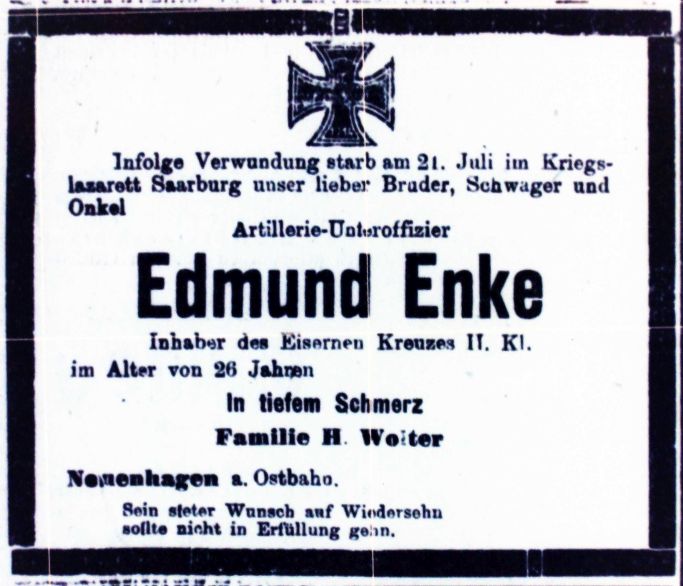 Infolge Verwundung starb am 21. Juli im Kriegs-
lazarett Saarburg unser lieber Bruder, Schwager und
Onkel
Artillerie-Unteroffizier
Edmund Enke
Inhaber des Eisernen Kreuzes II. Kl.
im Alter von 26 Jahren
In tiefem Schmerz
Familie H. Wolter
Neuenhagen a. Ostbahn.
Sein steter Wunsch auf Wiedersehn
sollte nicht in Erfüllung gehn.